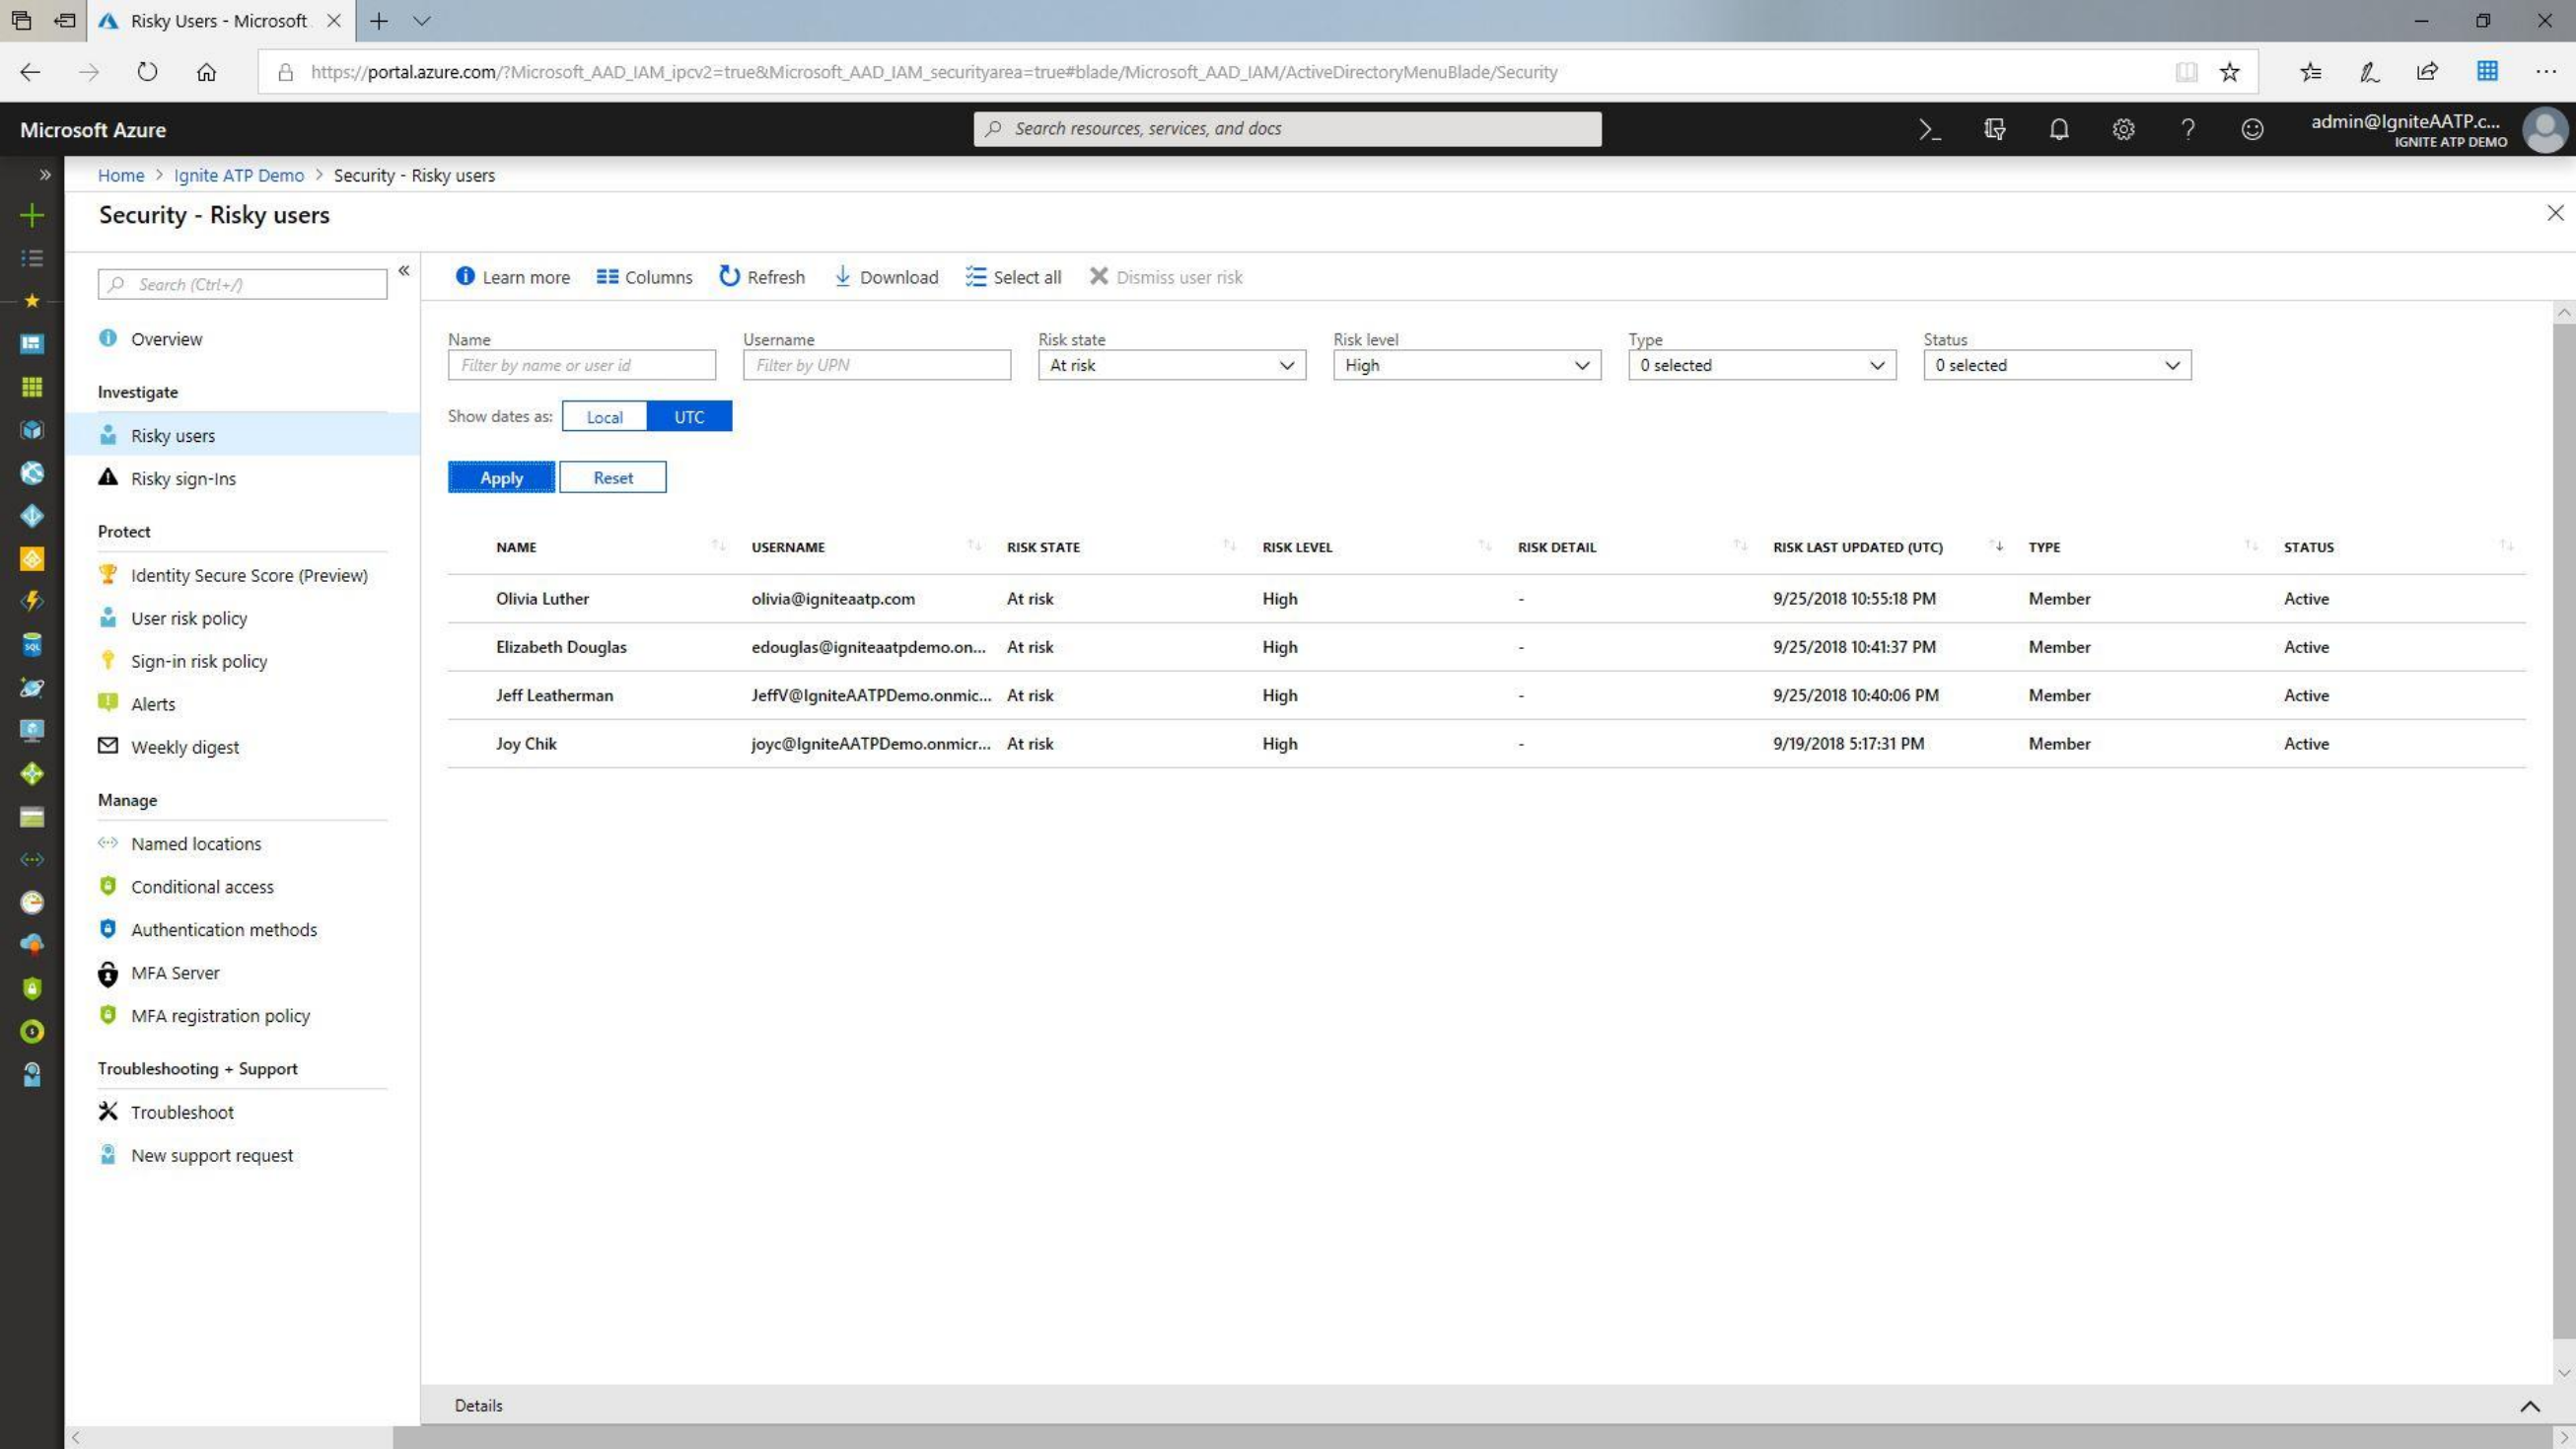 Risky Users - Microsoft
https://portal.azure.com/?Microsoft_AAD_IAM_ipcv2=true&Microsoft_AAD_IAM_securityarea=true#blade/Microsoft_AAD_IAM/ActiveDirectoryMenuBlade/Security
Microsoft Azure
Search resources, services, and docs
admin@IgniteAATP.c...
IGNITE ATP DEMO
Home > Ignite ATP Demo > Security - Risky users
Security - Risky users
Search (Ctrl+/)
Overview
Investigate
Risky users
Risky sign-Ins
Protect
Identity Secure Score (Preview)
User risk policy
Sign-in risk policy
Alerts
Weekly digest
Manage
Named locations
Conditional access
Authentication methods
MFA Server
MFA registration policy
Troubleshooting + Support
Troubleshoot
New support request
Learn more Columns Refresh Download Select all Dismiss user risk
Name Username Risk state Risk level Type Status
Filter by name or user id Filter by UPN At risk High 0 selected 0 selected
Show dates as: Local UTC
Apply Reset
NAME USERNAME RISK STATE RISK LEVEL RISK DETAIL RISK LAST UPDATED (UTC) TYPE STATUS
Olivia Luther olivia@igniteaatp.com At risk High - 9/25/2018 10:55:18 PM Member Active
Elizabeth Douglas edouglas@igniteaatpdemo.on... At risk High - 9/25/2018 10:41:37 PM Member Active
Jeff Leatherman JeffV@IgniteAATPDemo.onmic... At risk High - 9/25/2018 10:40:06 PM Member Active
Joy Chik joyc@IgniteAATPDemo.onmicr... At risk High - 9/19/2018 5:17:31 PM Member Active
Details